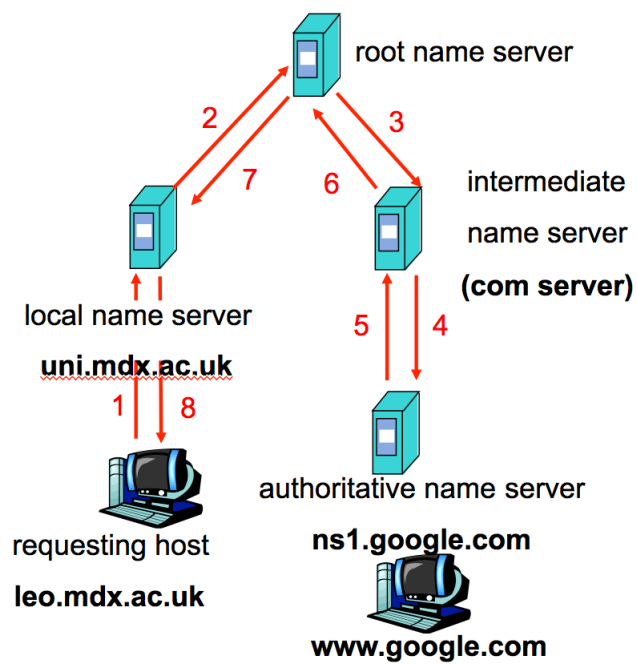 root name server
2
3
7
6
intermediate
name server
(com server)
local name server
uni.mdx.ac.uk
5
4
1
8
authoritative name server
requesting host
ns1.google.com
leo.mdx.ac.uk
www.google.com